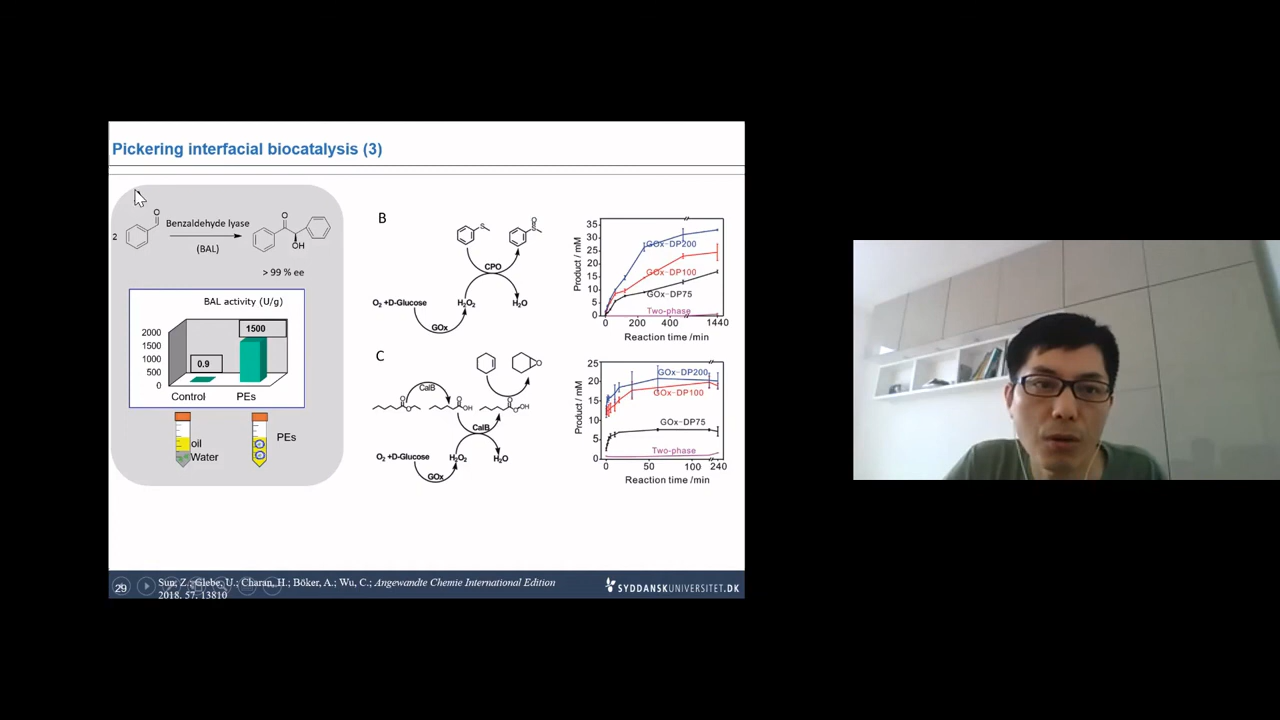 Pickering interfacial biocatalysis (3)
2
O
Benzaldehyde lyase
(BAL)
O
OH
> 99 % ee
BAL activity (U/g)
2000
1500
1000
500
0
0.9
1500
Control
PEs
oil
Water
PEs
B
S
O
S
CPO
O₂ +D-Glucose
H₂O₂
H₂O
GOx
35
30
25
20
15
10
5
0
Product / mM
GOx-DP200
GOx-DP100
GOx-DP75
Two-phase
0
200
400
1440
Reaction time /min
C
O
CalB
O
O
O
OH
O
O
OH
CalB
O₂ +D-Glucose
H₂O₂
H₂O
GOx
25
20
15
10
5
0
Product / mM
GOx-DP200
GOx-DP100
GOx-DP75
Two-phase
0
50
100
240
Reaction time /min
29
Sun, Z.; Glebe, U.; Charan, H.; Böker, A.; Wu, C.; Angewandte Chemie International Edition
2018, 57, 13810
SYDDANSKUNIVERSITET.DK